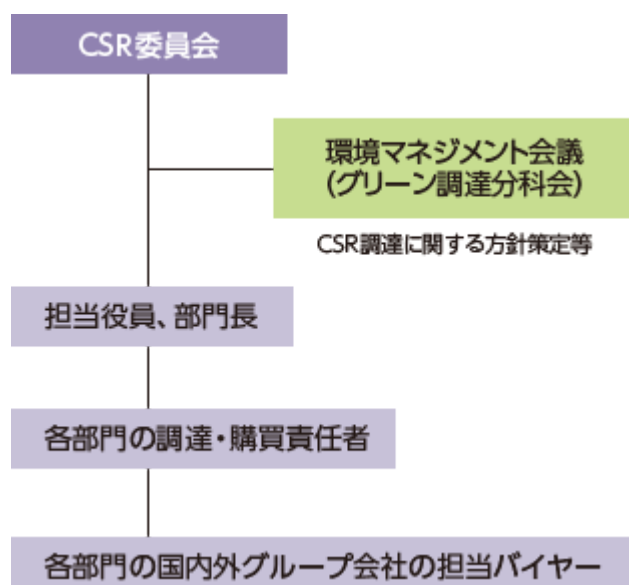 CSR委員会
環境マネジメント会議
(グリーン調達分科会)
CSR調達に関する方針策定等
担当役員、部門長
各部門の調達・購買責任者
各部門の国内外グループ会社の担当バイヤー